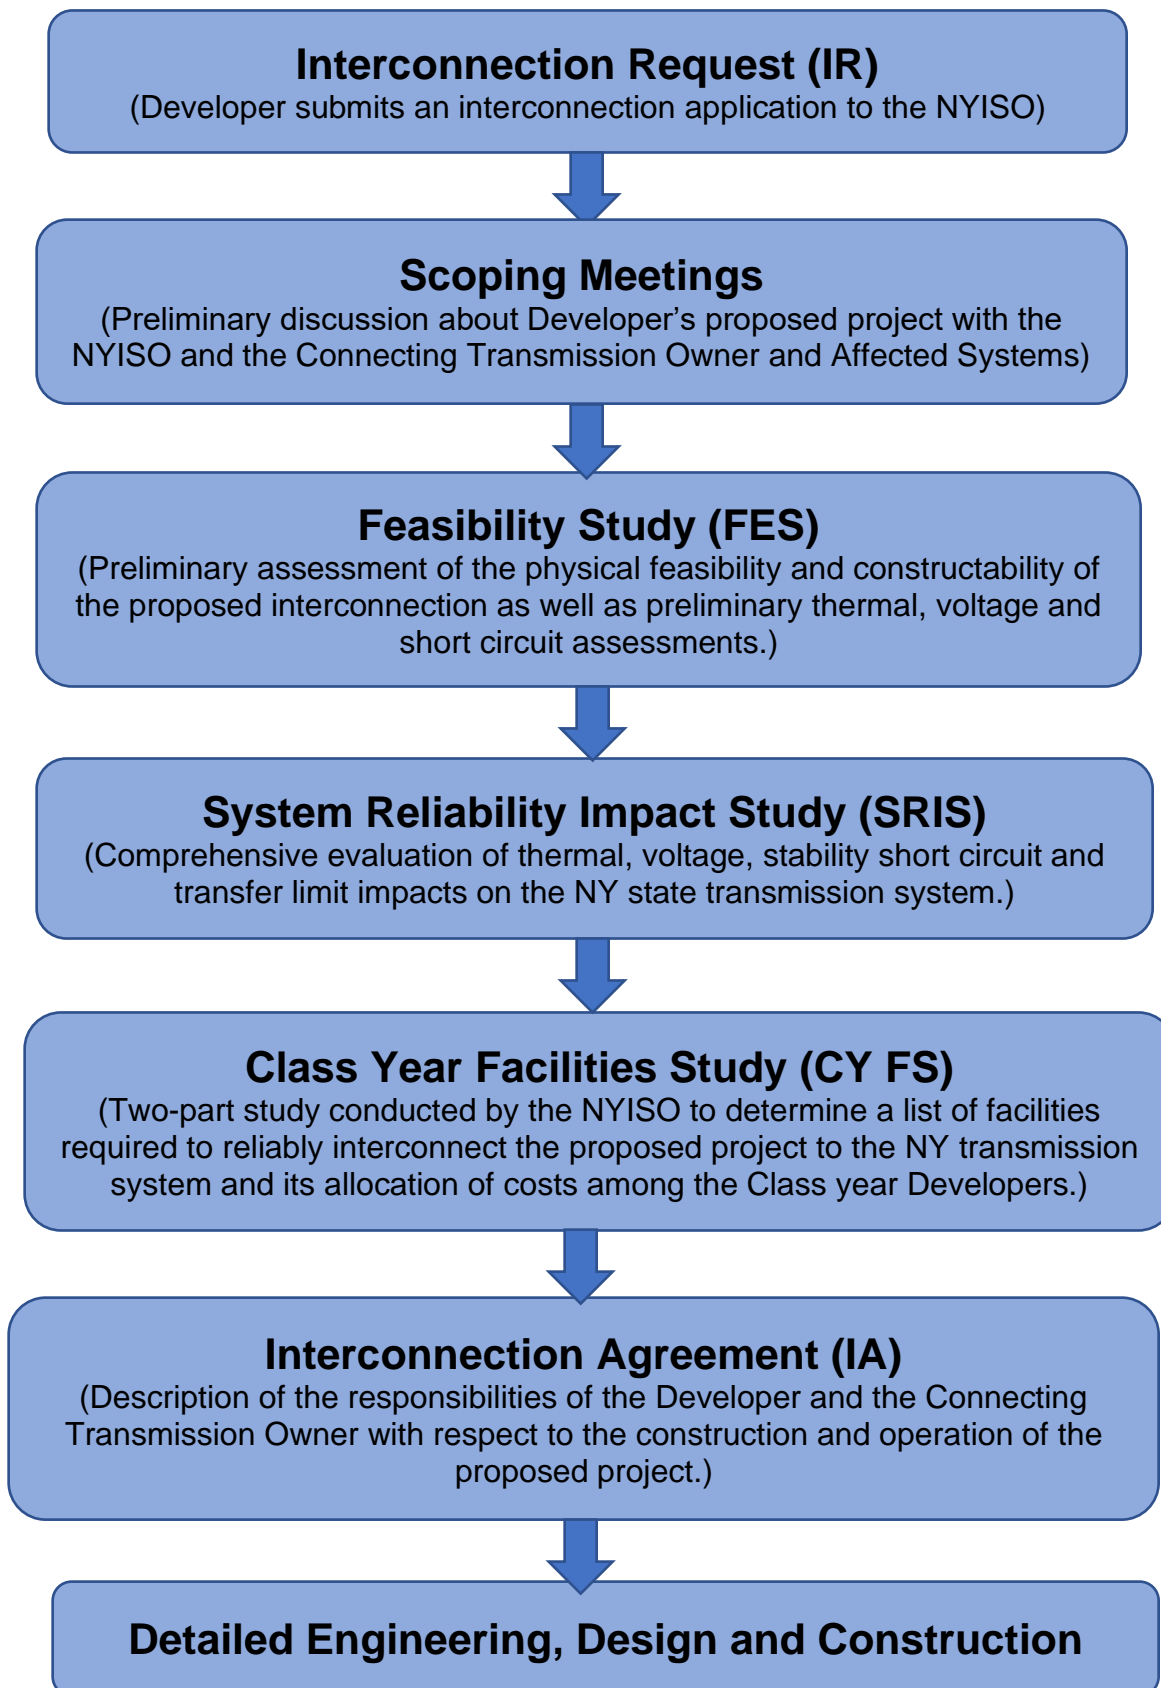 Interconnection Request (IR)
(Developer submits an interconnection application to the NYISO)
Scoping Meetings
(Preliminary discussion about Developer’s proposed project with the
NYISO and the Connecting Transmission Owner and Affected Systems)
Feasibility Study (FES)
(Preliminary assessment of the physical feasibility and constructability of
the proposed interconnection as well as preliminary thermal, voltage and
short circuit assessments.)
System Reliability Impact Study (SRIS)
(Comprehensive evaluation of thermal, voltage, stability short circuit and
transfer limit impacts on the NY state transmission system.)
Class Year Facilities Study (CY FS)
(Two-part study conducted by the NYISO to determine a list of facilities
required to reliably interconnect the proposed project to the NY transmission
system and its allocation of costs among the Class year Developers.)
Interconnection Agreement (IA)
(Description of the responsibilities of the Developer and the Connecting
Transmission Owner with respect to the construction and operation of the
proposed project.)
Detailed Engineering, Design and Construction